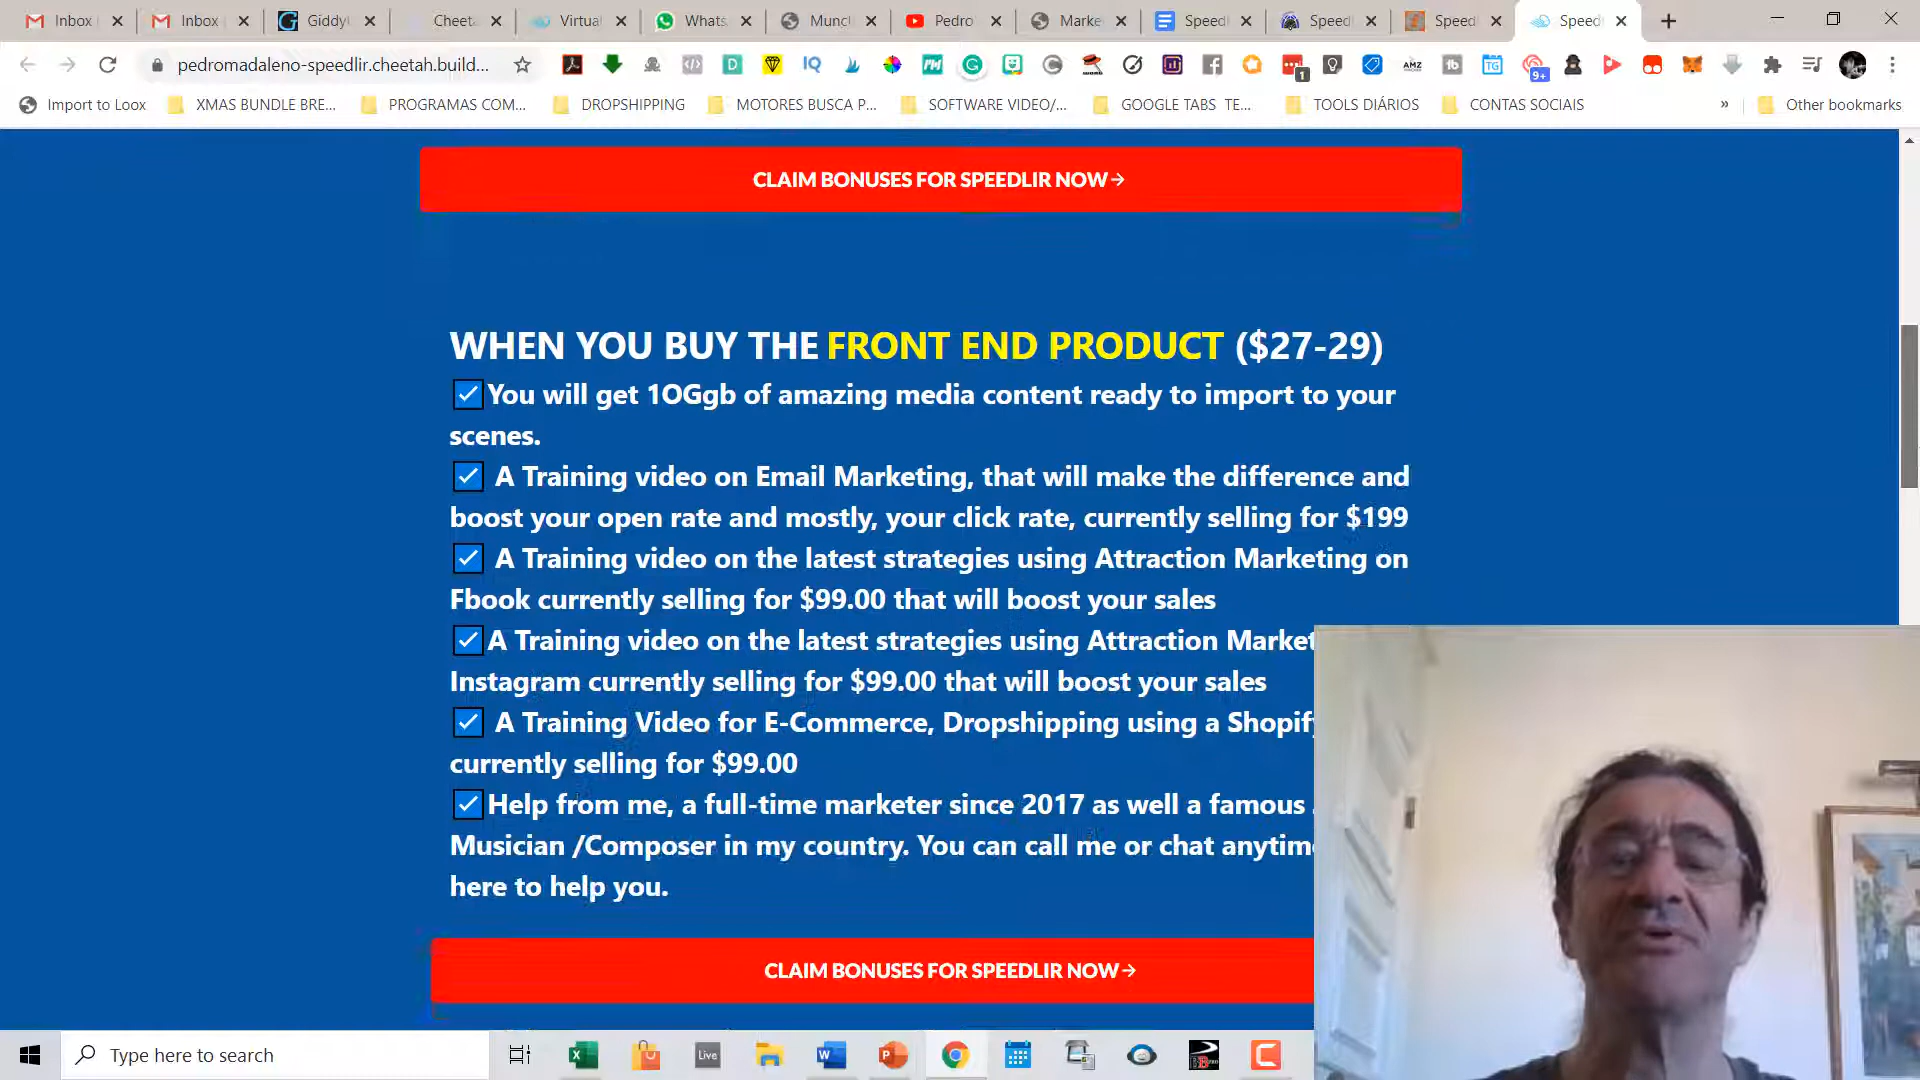 Inbox
Inbox
Giddy
Cheet
Virtua
Whats
Munc
Pedro
Marke
Speed
Speed
Speed
Speed
pedromadaleno-speedlir.cheetah.build...
Import to Loox
XMAS BUNDLE BRE...
PROGRAMAS COM...
DROPSHIPPING
MOTORES BUSCA P...
SOFTWARE VIDEO/...
GOOGLE TABS TE...
TOOLS DIÁRIOS
CONTAS SOCIAIS
»
Other bookmarks
CLAIM BONUSES FOR SPEEDLIR NOW→
WHEN YOU BUY THE FRONT END PRODUCT ($27-29)
You will get 1OGgb of amazing media content ready to import to your
scenes.
A Training video on Email Marketing, that will make the difference and
boost your open rate and mostly, your click rate, currently selling for $199
A Training video on the latest strategies using Attraction Marketing on
Fbook currently selling for $99.00 that will boost your sales
A Training video on the latest strategies using Attraction Market
Instagram currently selling for $99.00 that will boost your sales
A Training Video for E-Commerce, Dropshipping using a Shopify
currently selling for $99.00
Help from me, a full-time marketer since 2017 as well a famous
Musician /Composer in my country. You can call me or chat anytim
here to help you.
CLAIM BONUSES FOR SPEEDLIR NOW→
Type here to search
Live